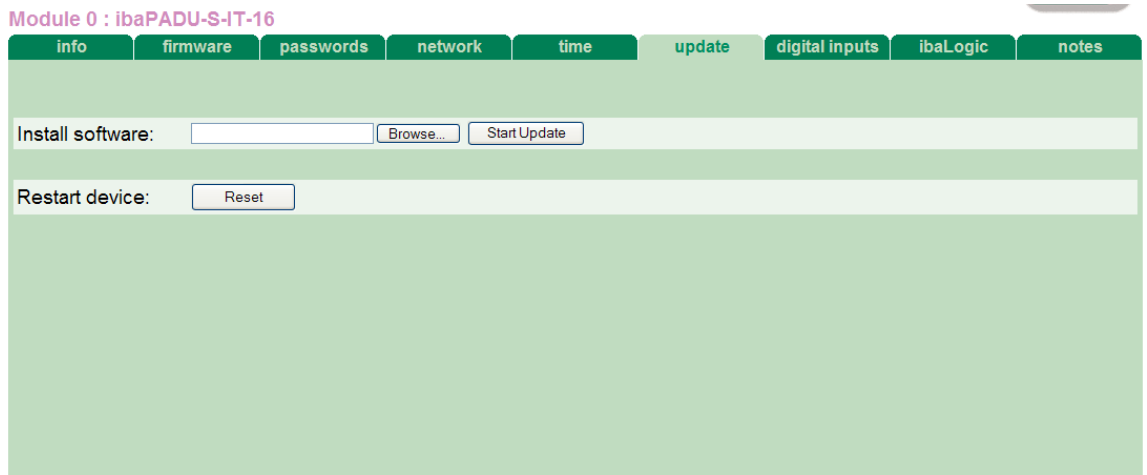 Module 0 : ibaPADU-S-IT-16
info firmware passwords network time update digital inputs ibaLogic notes
Install software: Browse... Start Update
Restart device: Reset